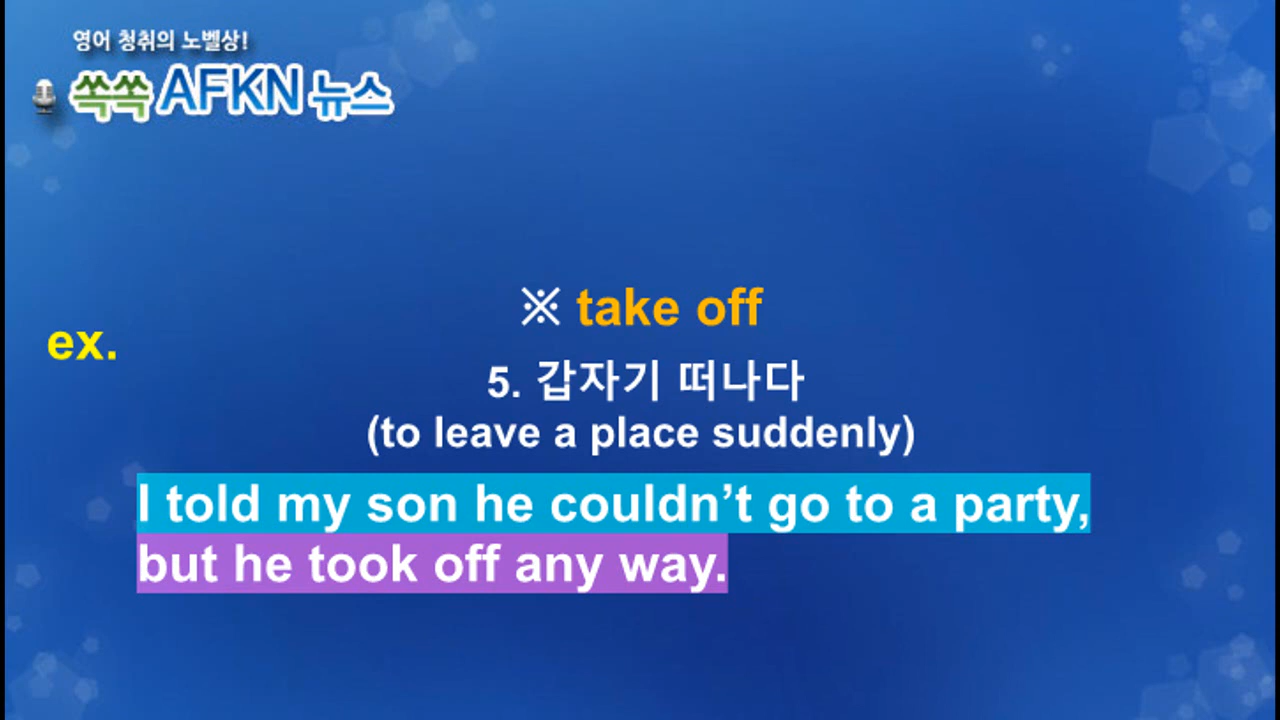 영어 청취의 노벨상!
쏙쏙 AFKN 뉴스
※ take off
ex.
5. 갑자기 떠나다
(to leave a place suddenly)
I told my son he couldn’t go to a party,
but he took off any way.